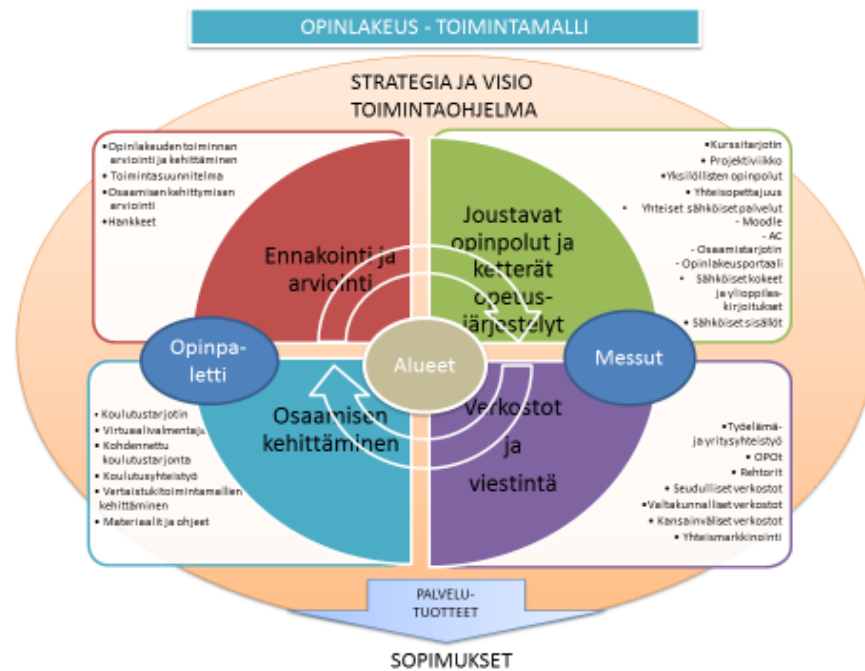 OPINLAKEUS - TOIMINTAMALLI
STRATEGIA JA VISIO
TOIMINTAOHJELMA
•Opinlakeuden toiminnan
arviointi ja kehittäminen
• Toimintasuunnitelma
•Osaamisen kehittymisen
arviointi
•Hankkeet
Ennakointi ja
arviointi
Joustavat
opinpolut ja
ketterät
opetus-
järjestelyt
•Kurssitarjotin
• Projektiviikko
•Yksilöllisten opinpolut
• Yhteisopettajuus
• Yhteiset sähköiset palvelut
- Moodle
- AC
- Osaamistarjotin
- Opinlakeusportaali
• Sähköiset kokeet
ja ylioppilas-
kirjoitukset
• Sähköiset sisällöt
Opinpa-
letti
Alueet
Messut
• Koulutustarjotin
• Virtuaalivalmentaja
• Kohdennettu
koulutustarjonta
• Koulutusyhteistyö
• Vertaistukitoimintamallien
kehittäminen
• Materiaalit ja ohjeet
Osaamisen
kehittäminen
Verkostot
ja
viestintä
• Työelämä-
ja yritysyhteistyö
• OPOt
• Rehtorit
• Seudulliset verkostot
•Valtakunnalliset verkostot
• Kansainväliset verkostot
• Yhteismarkkinointi
PALVELU-
TUOTTEET
SOPIMUKSET